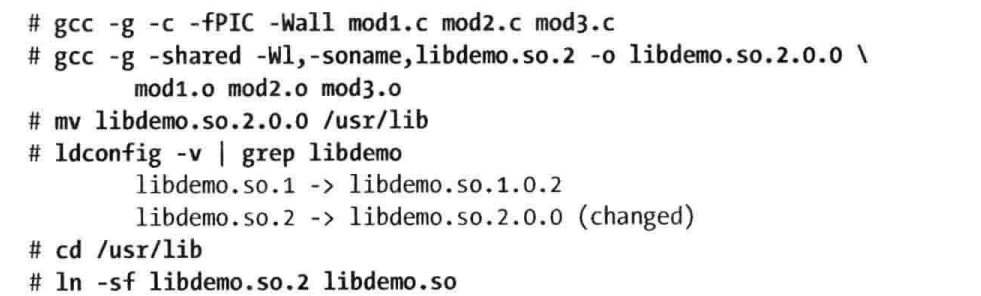 # gcc -g -c -fPIC -Wall mod1.c mod2.c mod3.c
# gcc -g -shared -Wl,-soname,libdemo.so.2 -o libdemo.so.2.0.0 \
mod1.o mod2.o mod3.o
# mv libdemo.so.2.0.0 /usr/lib
# ldconfig -v | grep libdemo
libdemo.so.1 -> libdemo.so.1.0.2
libdemo.so.2 -> libdemo.so.2.0.0 (changed)
# cd /usr/lib
# ln -sf libdemo.so.2 libdemo.so